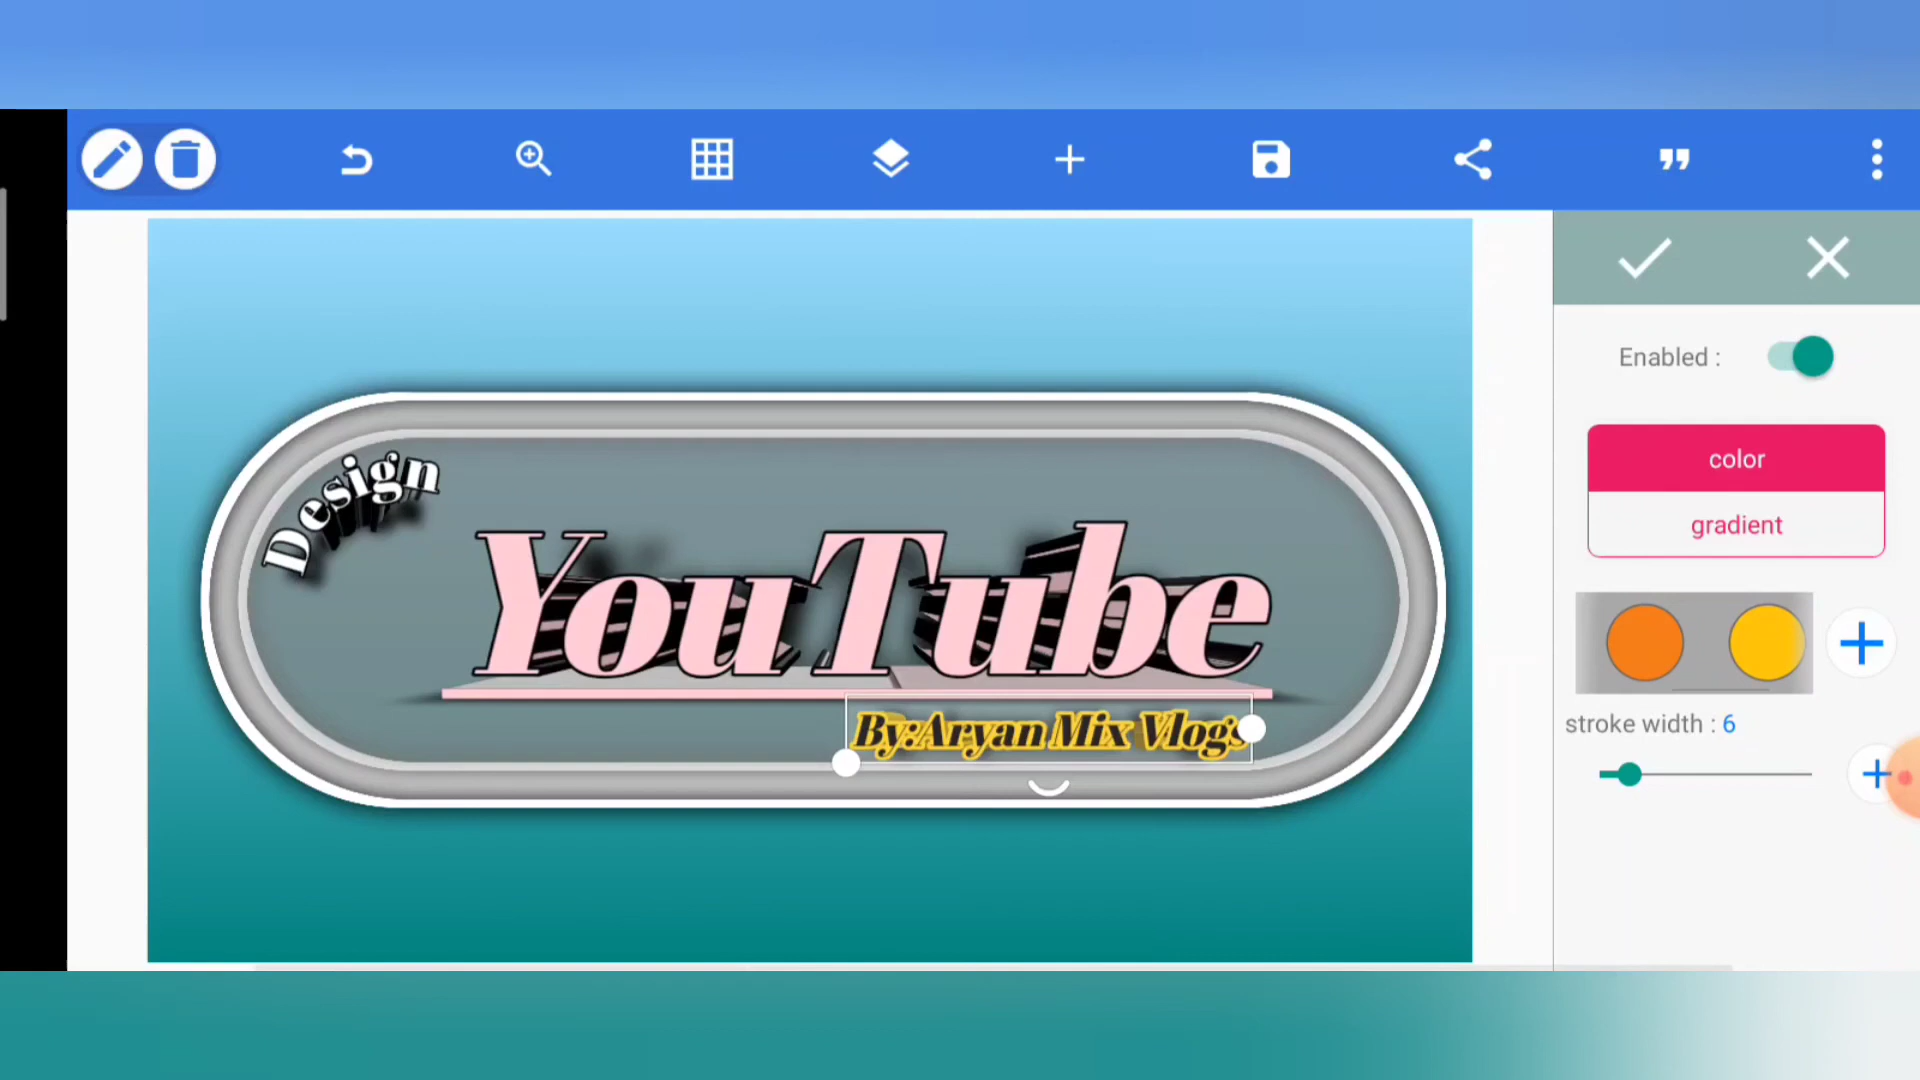 Enabled :
color
gradient
stroke width : 6
Design
YouTube
By:Aryan Mix Vlogs